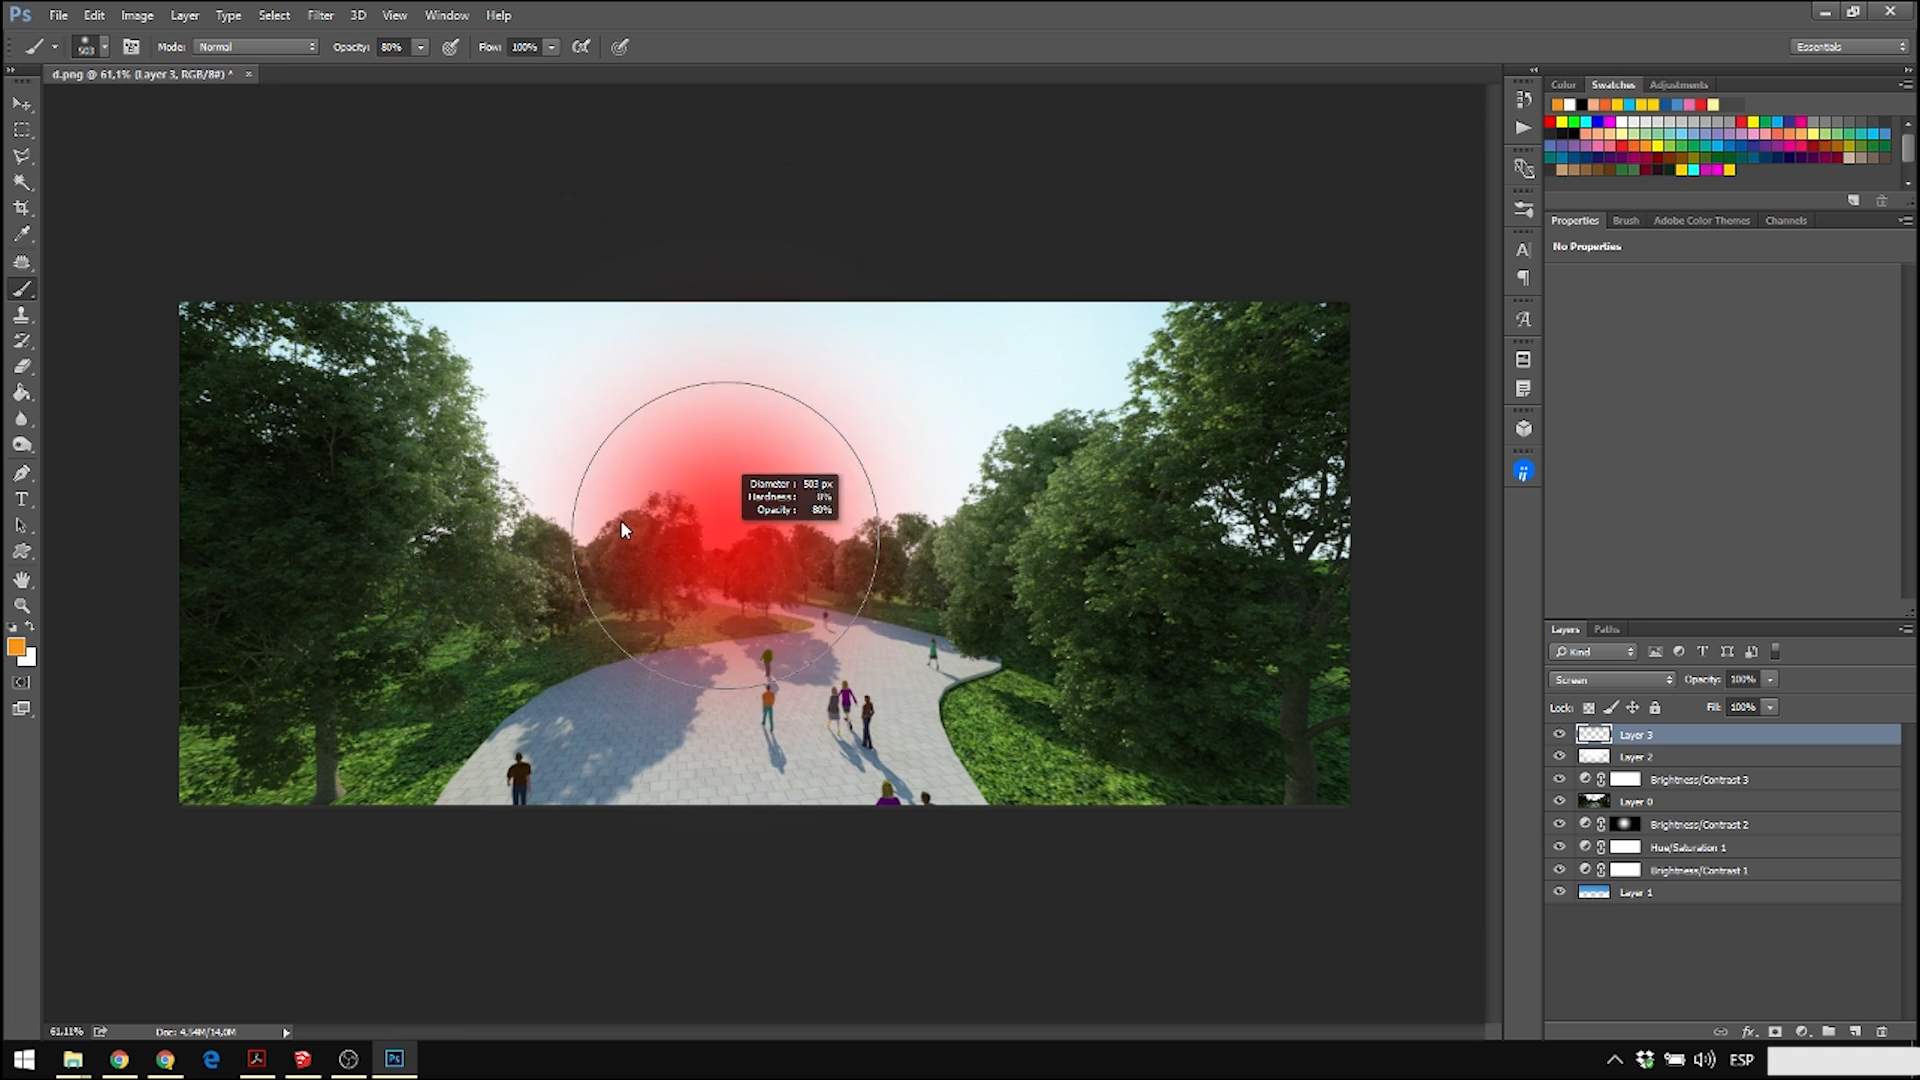 Ps File Edit Image Layer Type Select Filter 3D View Window Help
503 Mode: Normal Opacity: 80% Flow: 100% Essentials
d.png @ 61,1% (Layer 3, RGB/8#) * ×
Color Swatches Adjustments
Properties Brush Adobe Color Themes Channels
No Properties
Diameter : 503 px
Hardness : 0%
Opacity : 80%
Layers Paths
Kind
Screen Opacity: 100%
Lock: Fill: 100%
Layer 3
Layer 2
Brightness/Contrast 3
Layer 0
Brightness/Contrast 2
Hue/Saturation 1
Brightness/Contrast 1
Layer 1
61,11% Doc: 4,54M/14,0M
Ps ESP